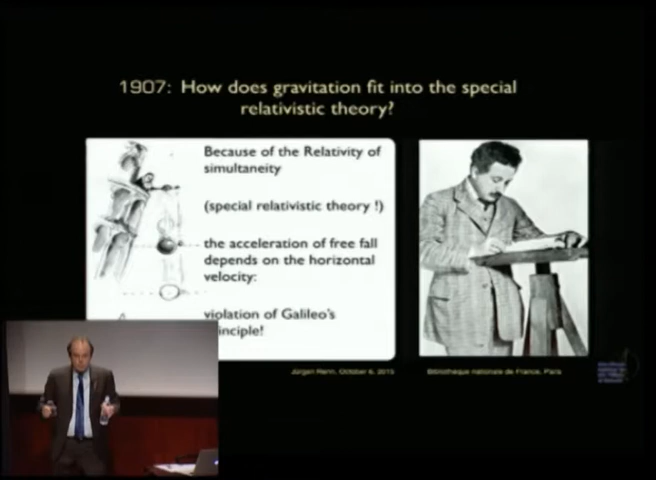 1907: How does gravitation fit into the special
relativistic theory?
Because of the Relativity of
simultaneity
(special relativistic theory !)
the acceleration of free fall
depends on the horizontal
velocity:
violation of Galileo's
inciple!
Jürgen Renn, October 6, 2015
Bibliothèque nationale de France, Paris